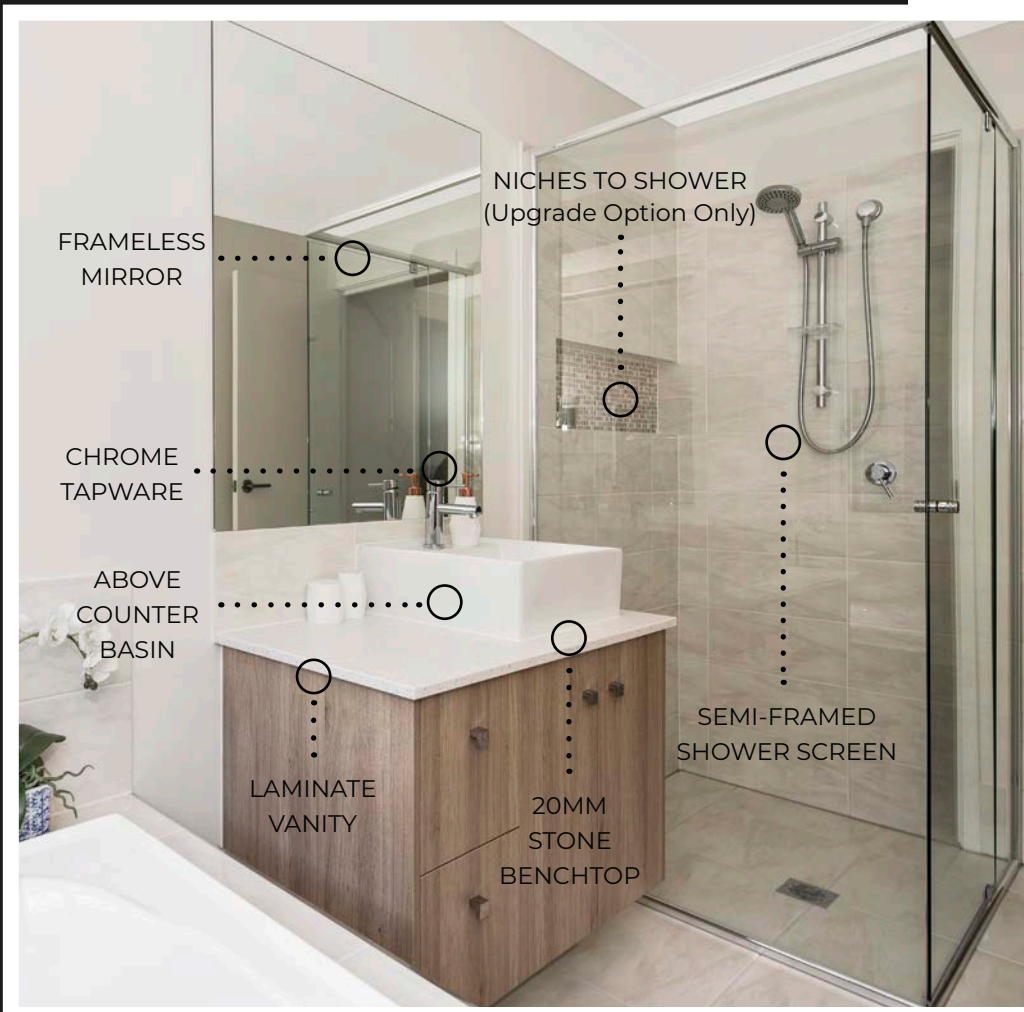 NICHES TO SHOWER
(Upgrade Option Only)
FRAMELESS
MIRROR
CHROME
TAPWARE
ABOVE
COUNTER
BASIN
SEMI-FRAMED
SHOWER SCREEN
LAMINATE
VANITY
20MM
STONE
BENCHTOP